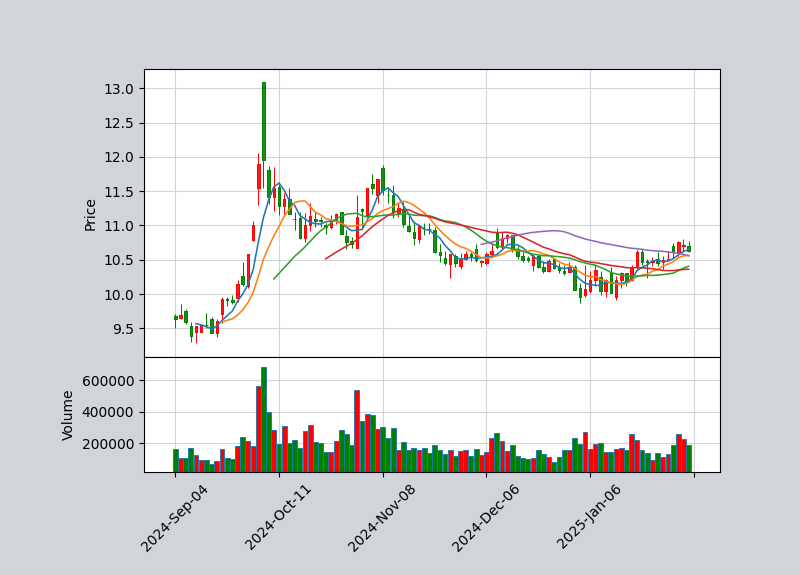 Price
13.0
12.5
12.0
11.5
11.0
10.5
10.0
9.5
Volume
600000
400000
200000
2024-Sep-04
2024-Oct-11
2024-Nov-08
2024-Dec-06
2025-Jan-06